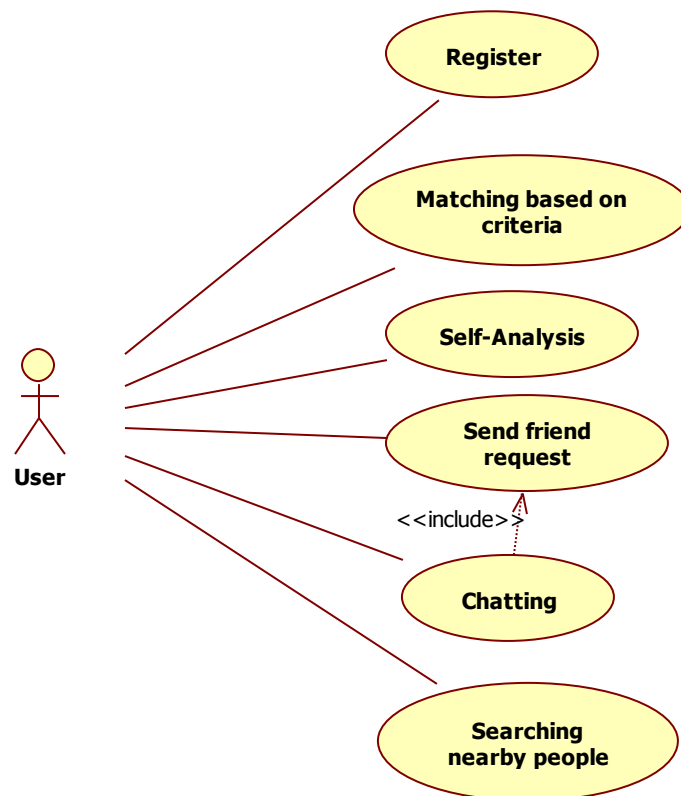 Register
Matching based on
criteria
Self-Analysis
Send friend
request
User
<<include>>
Chatting
Searching
nearby people